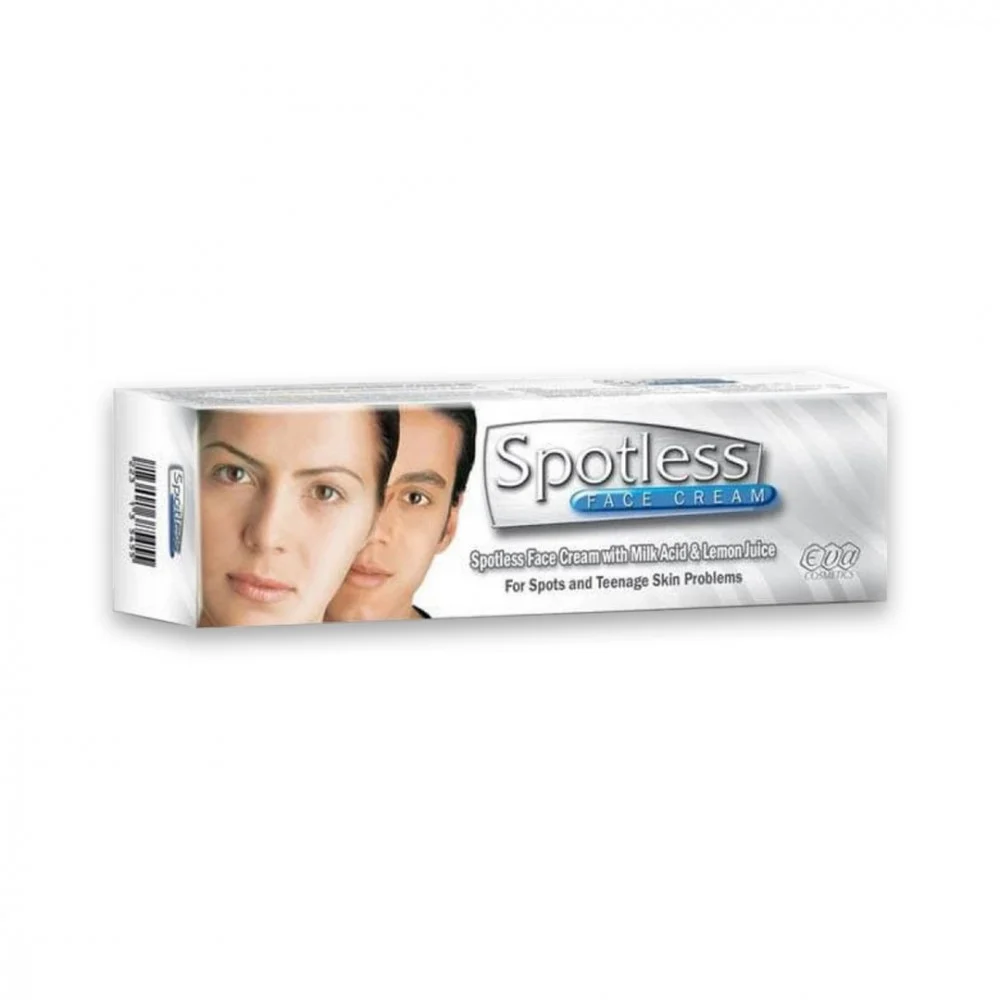 Spotless
FACE CREAM
Spotless Face Cream with Milk Acid & Lemon Juice
For Spots and Teenage Skin Problems
eva
COSMETICS
Spotless